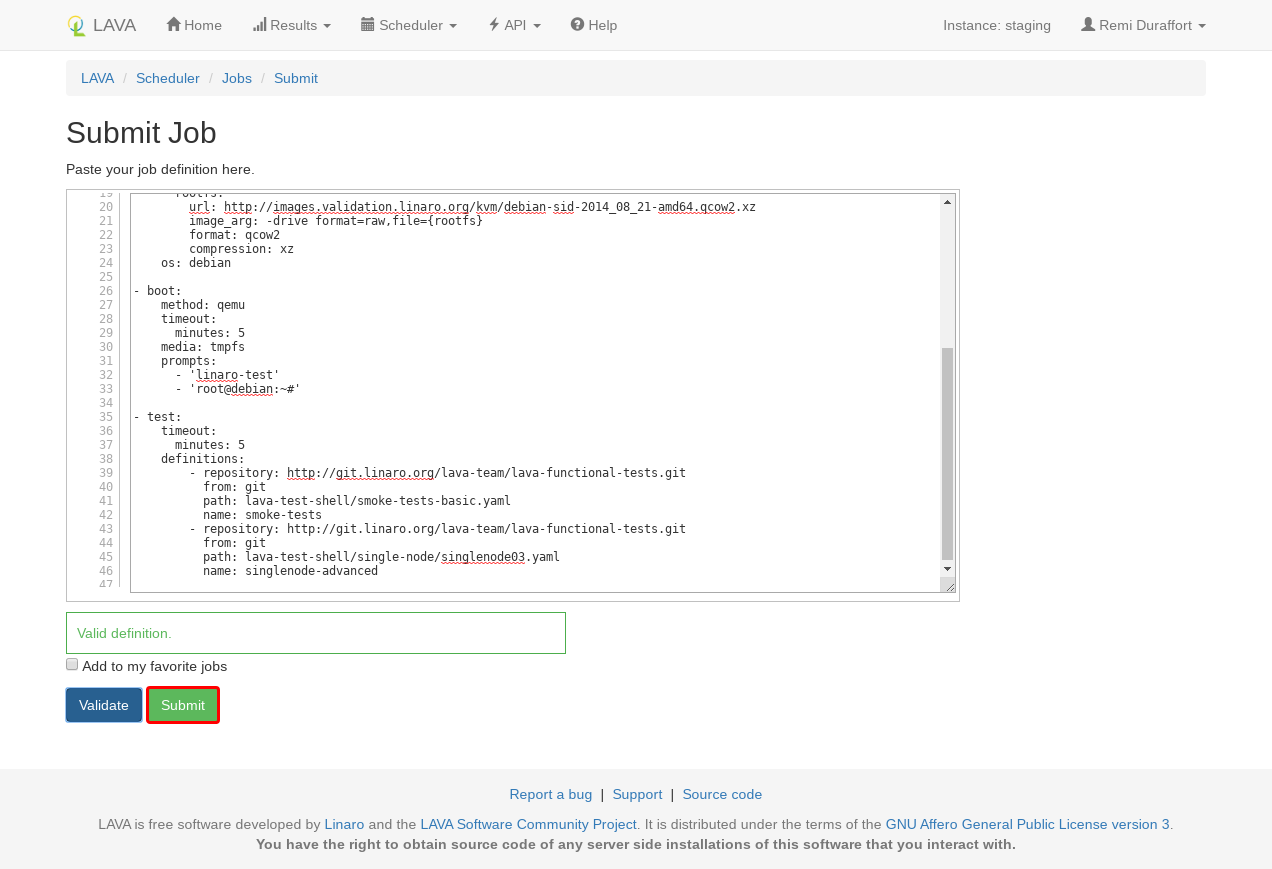 LAVA Home Results Scheduler API Help Instance: staging Remi Duraffort
LAVA / Scheduler / Jobs / Submit
Submit Job
Paste your job definition here.
19 rootfs:
20 url: http://images.validation.linaro.org/kvm/debian-sid-2014_08_21-amd64.qcow2.xz
21 image_arg: -drive format=raw,file={rootfs}
22 format: qcow2
23 compression: xz
24 os: debian
25
26 - boot:
27 method: qemu
28 timeout:
29 minutes: 5
30 media: tmpfs
31 prompts:
32 - 'linaro-test'
33 - 'root@debian:~#'
34
35 - test:
36 timeout:
37 minutes: 5
38 definitions:
39 - repository: http://git.linaro.org/lava-team/lava-functional-tests.git
40 from: git
41 path: lava-test-shell/smoke-tests-basic.yaml
42 name: smoke-tests
43 - repository: http://git.linaro.org/lava-team/lava-functional-tests.git
44 from: git
45 path: lava-test-shell/single-node/singlenode03.yaml
46 name: singlenode-advanced
47
Valid definition.
Add to my favorite jobs
Validate Submit
Report a bug | Support | Source code
LAVA is free software developed by Linaro and the LAVA Software Community Project. It is distributed under the terms of the GNU Affero General Public License version 3.
You have the right to obtain source code of any server side installations of this software that you interact with.